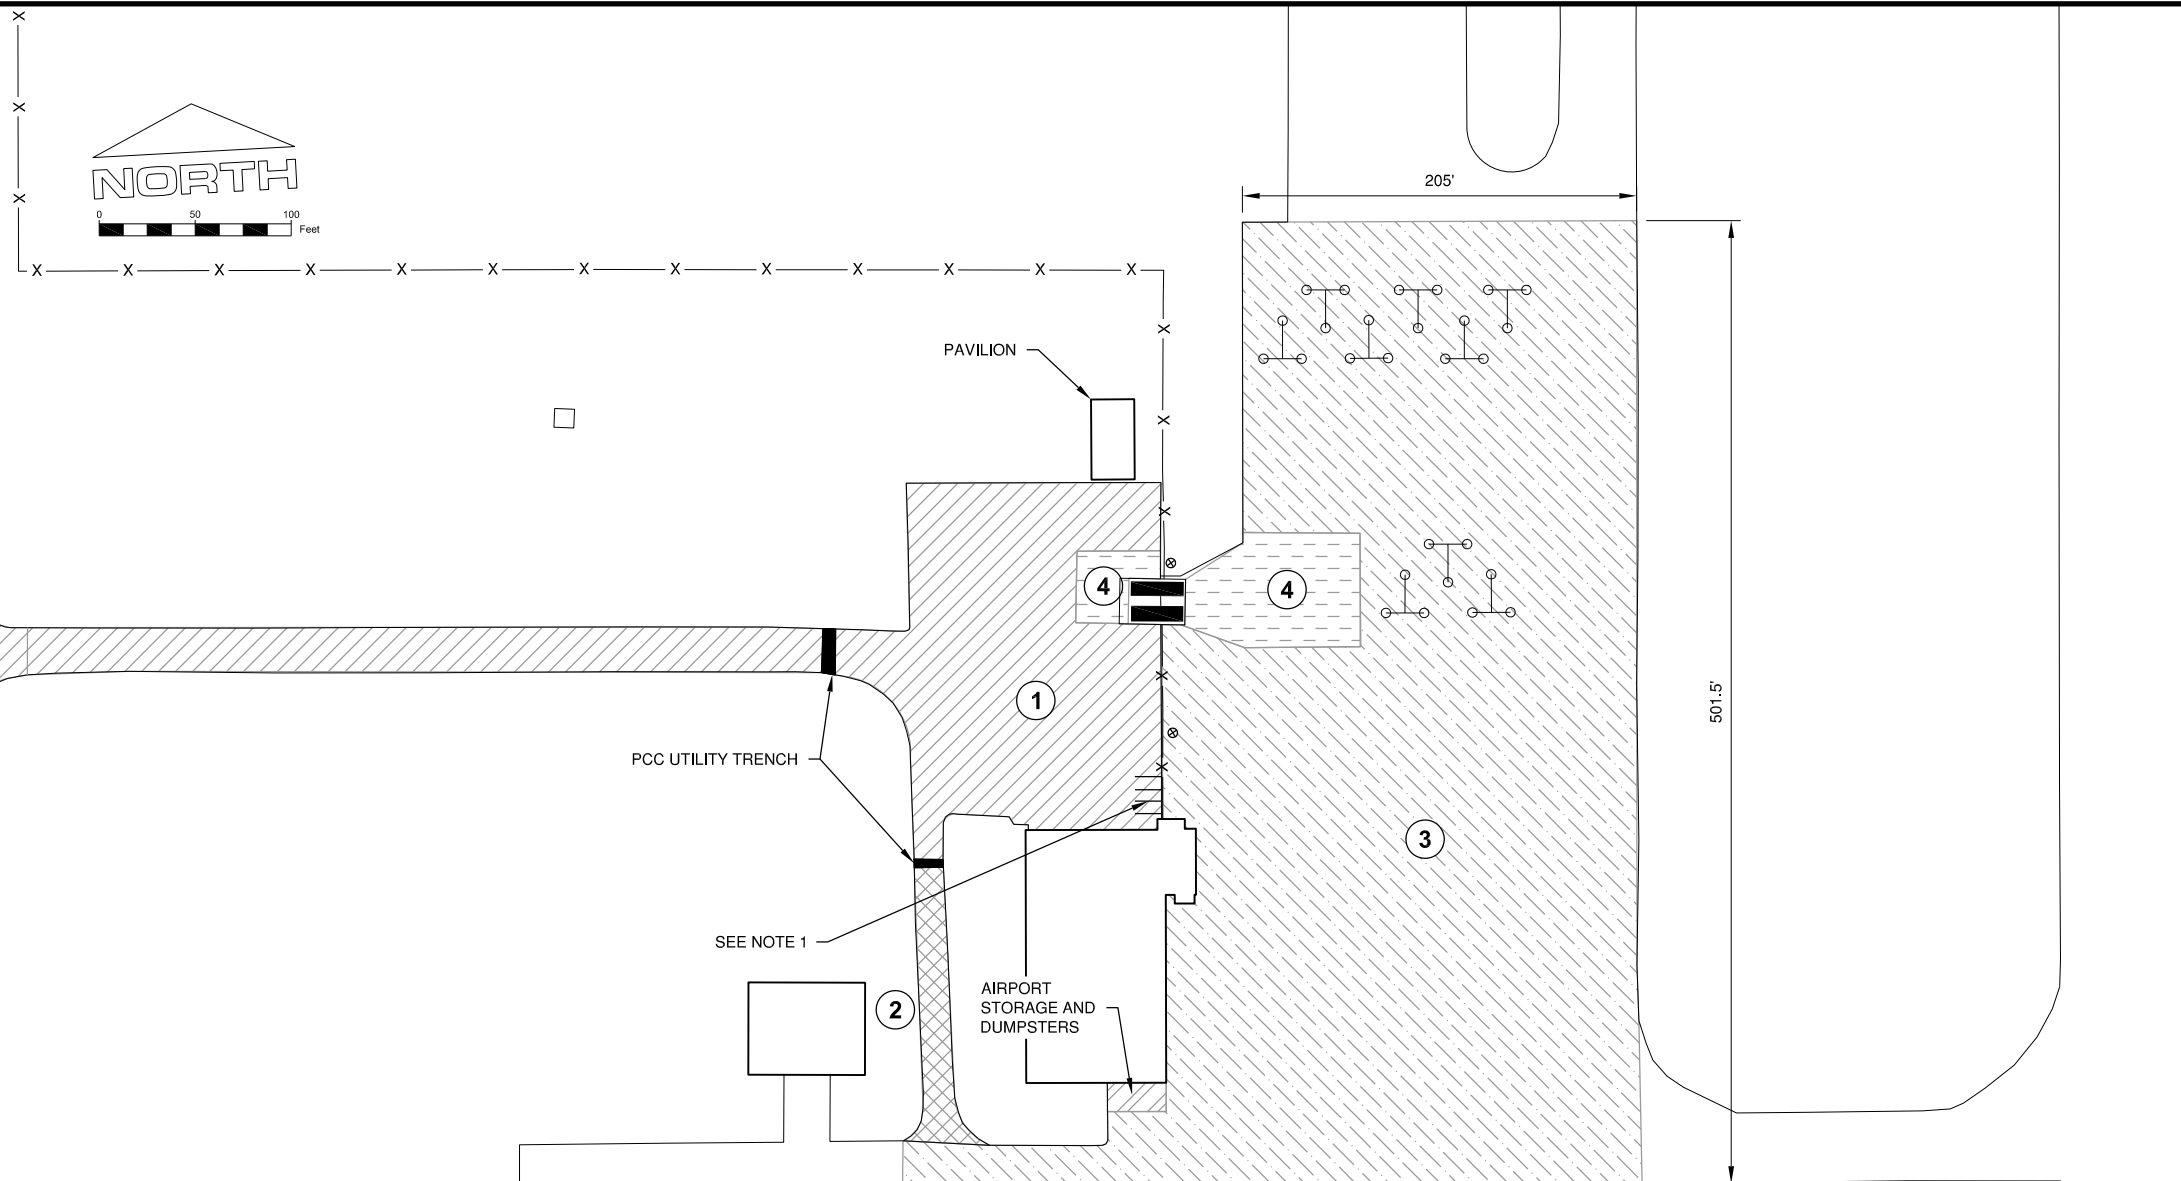 NORTH
0 50 100
Feet
205'
PAVILION
501.5'
4
4
1
PCC UTILITY TRENCH
3
SEE NOTE 1
2
AIRPORT
STORAGE AND
DUMPSTERS
X X X
X X X X X X X X X X X X X
X X X X X